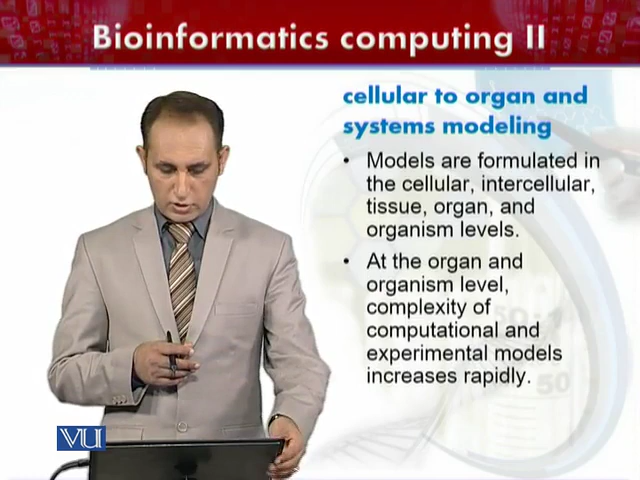 Bioinformatics computing II
cellular to organ and
systems modeling
• Models are formulated in
the cellular, intercellular,
tissue, organ, and
organism levels.
• At the organ and
organism level,
complexity of
computational and
experimental models
increases rapidly.
VU